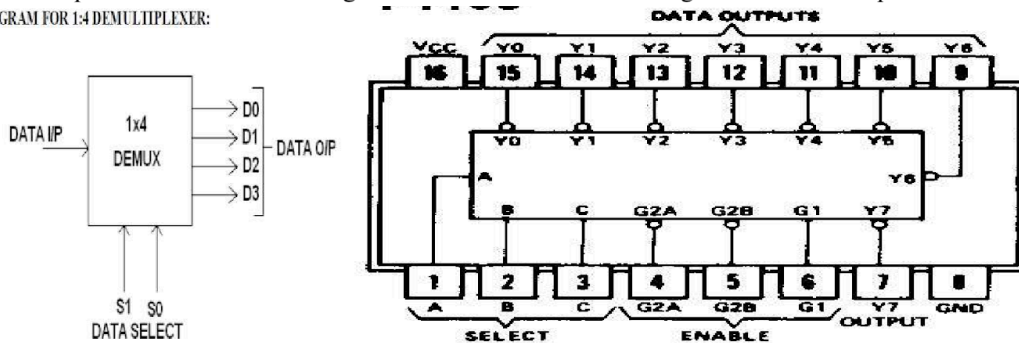 GRAM FOR 1:4 DEMULTIPLEXER:
DATA I/P
1x4
DEMUX
D0
D1
D2
D3
DATA O/P
S1 S0
DATA SELECT
DATA OUTPUTS
VCC Y0 Y1 Y2 Y3 Y4 Y5 Y6
16 15 14 13 12 11 10 9
Y0 Y1 Y2 Y3 Y4 Y5
A Y6
B C G2A G2B G1 Y7
1 2 3 4 5 6 7 8
A B C G2A G2B G1 Y7 GND
SELECT ENABLE OUTPUT